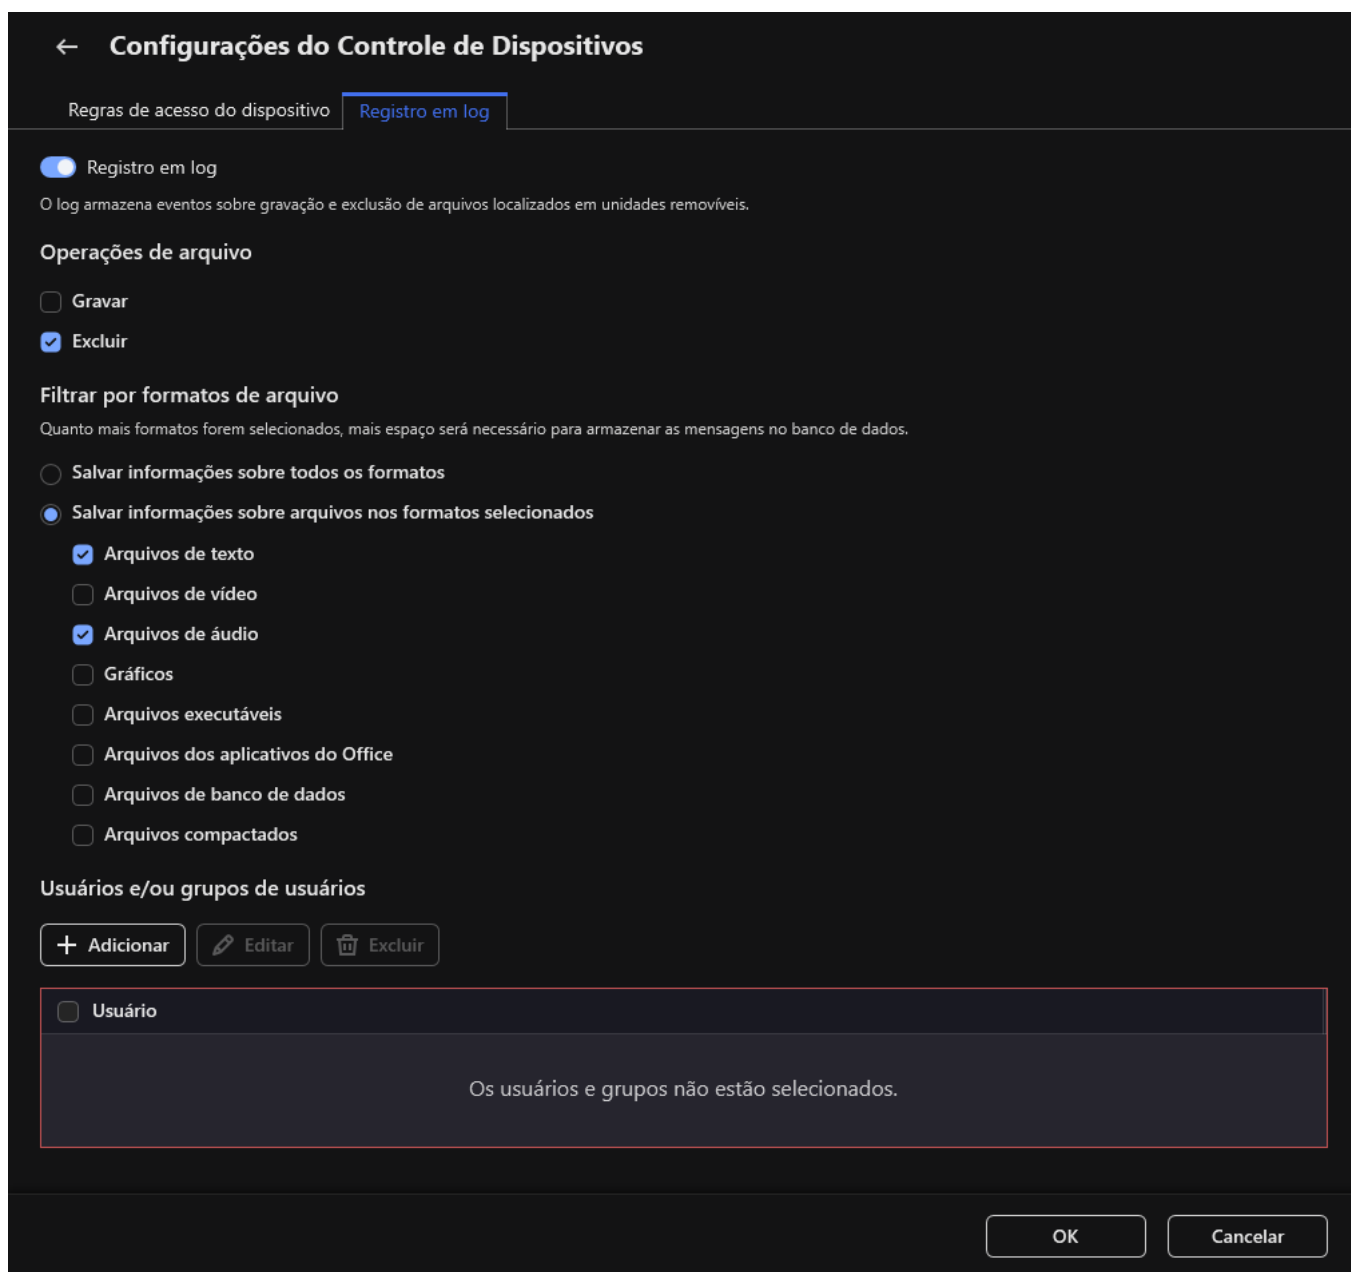 Configurações do Controle de Dispositivos
Regras de acesso do dispositivo
Registro em log
Registro em log
O log armazena eventos sobre gravação e exclusão de arquivos localizados em unidades removíveis.
Operações de arquivo
Gravar
Excluir
Filtrar por formatos de arquivo
Quanto mais formatos forem selecionados, mais espaço será necessário para armazenar as mensagens no banco de dados.
Salvar informações sobre todos os formatos
Salvar informações sobre arquivos nos formatos selecionados
Arquivos de texto
Arquivos de vídeo
Arquivos de áudio
Gráficos
Arquivos executáveis
Arquivos dos aplicativos do Office
Arquivos de banco de dados
Arquivos compactados
Usuários e/ou grupos de usuários
Adicionar
Editar
Excluir
Usuário
Os usuários e grupos não estão selecionados.
OK
Cancelar